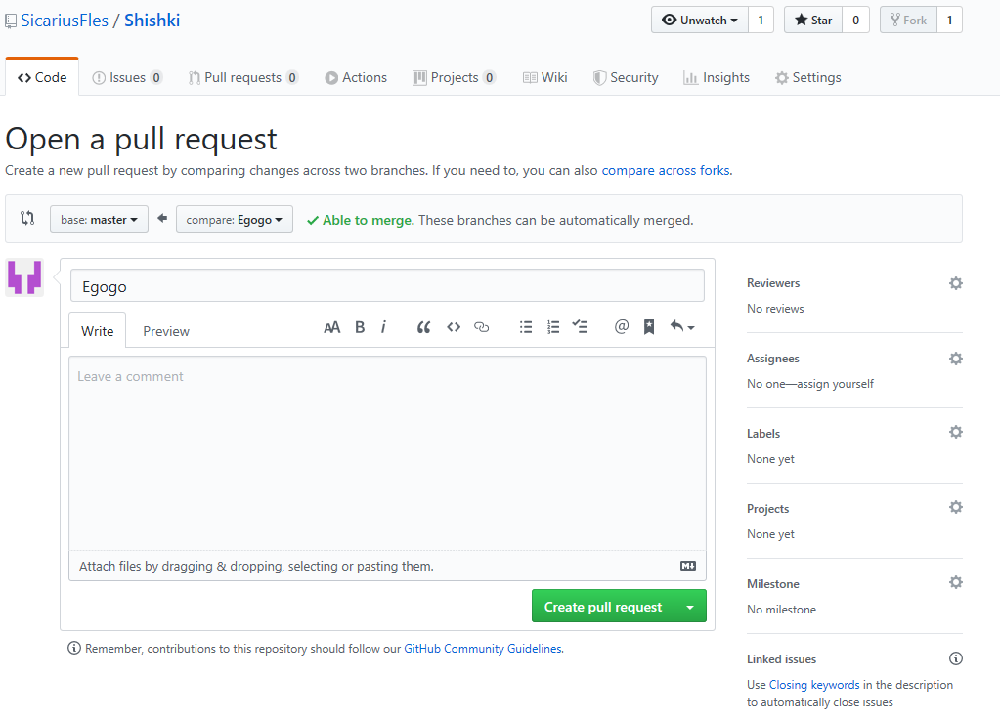 SicariusFles / Shishki
Unwatch 1 Star 0 Fork 1
Code Issues 0 Pull requests 0 Actions Projects 0 Wiki Security Insights Settings
Open a pull request
Create a new pull request by comparing changes across two branches. If you need to, you can also compare across forks.
base: master compare: Egogo Able to merge. These branches can be automatically merged.
Egogo
Write Preview AA B i @
Leave a comment
Attach files by dragging & dropping, selecting or pasting them.
Create pull request
Remember, contributions to this repository should follow our GitHub Community Guidelines.
Reviewers
No reviews
Assignees
No one—assign yourself
Labels
None yet
Projects
None yet
Milestone
No milestone
Linked issues
Use Closing keywords in the description
to automatically close issues